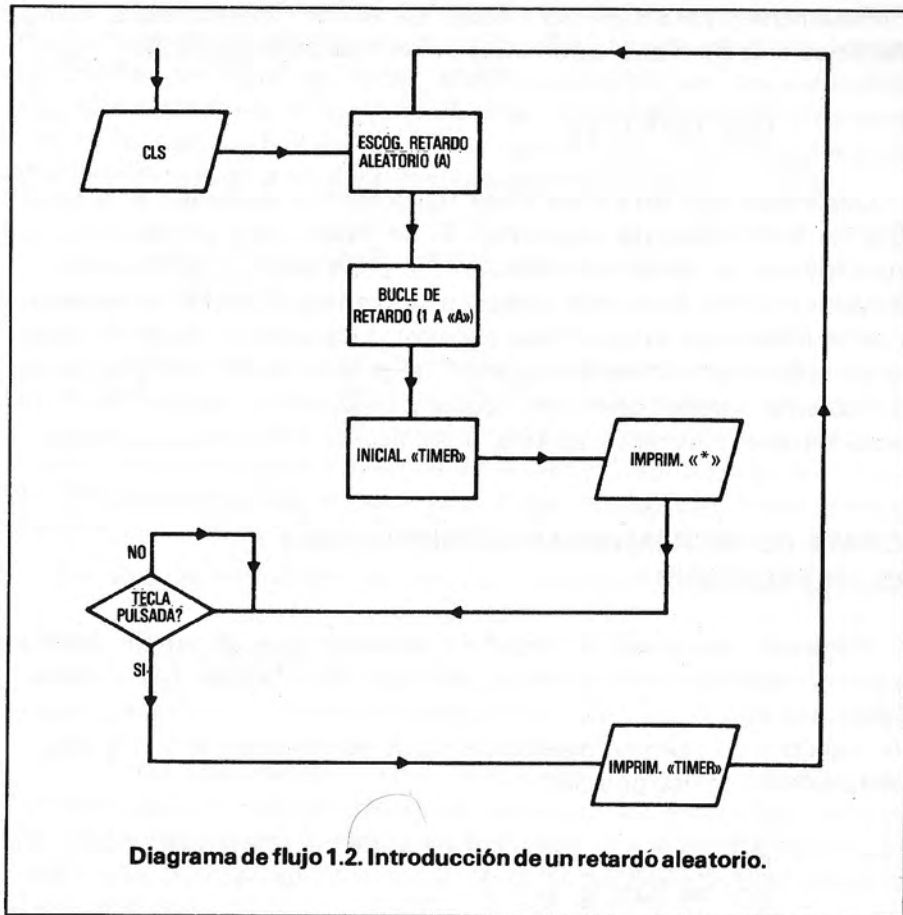 CLS
ESCOG. RETARDO
ALEATORIO (A)
BUCLE DE
RETARDO (1 A «A»)
INICIAL. «TIMER»
IMPRIM. «*»
NO
TECLA
PULSADA?
SI
IMPRIM. «TIMER»
Diagrama de flujo 1.2. Introducción de un retardo aleatorio.